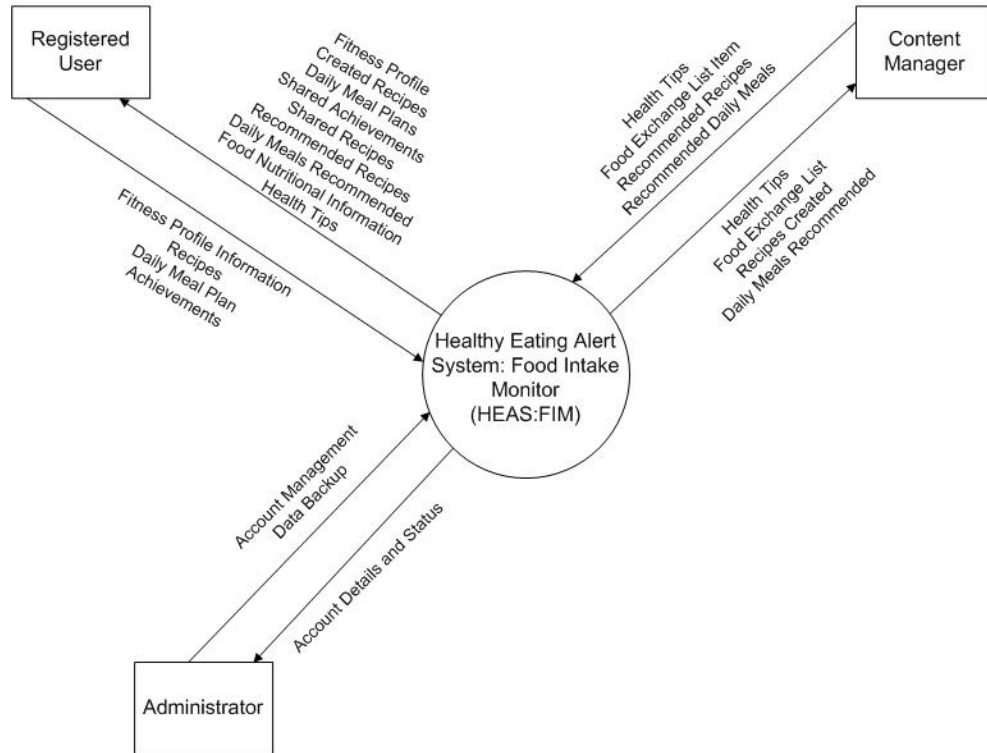 Registered
User
Fitness Profile
Created Recipes
Daily Meal Plans
Shared Achievements
Shared Recipes
Recommended Recipes
Daily Meals Recommended
Food Nutritional Information
Health Tips
Fitness Profile Information
Recipes
Daily Meal Plan
Achievements
Content
Manager
Health Tips
Food Exchange List Item
Recommended Recipes
Recommended Daily Meals
Health Tips
Food Exchange List
Recipes Created
Daily Meals Recommended
Healthy Eating Alert
System: Food Intake
Monitor
(HEAS:FIM)
Account Management
Data Backup
Account Details and Status
Administrator